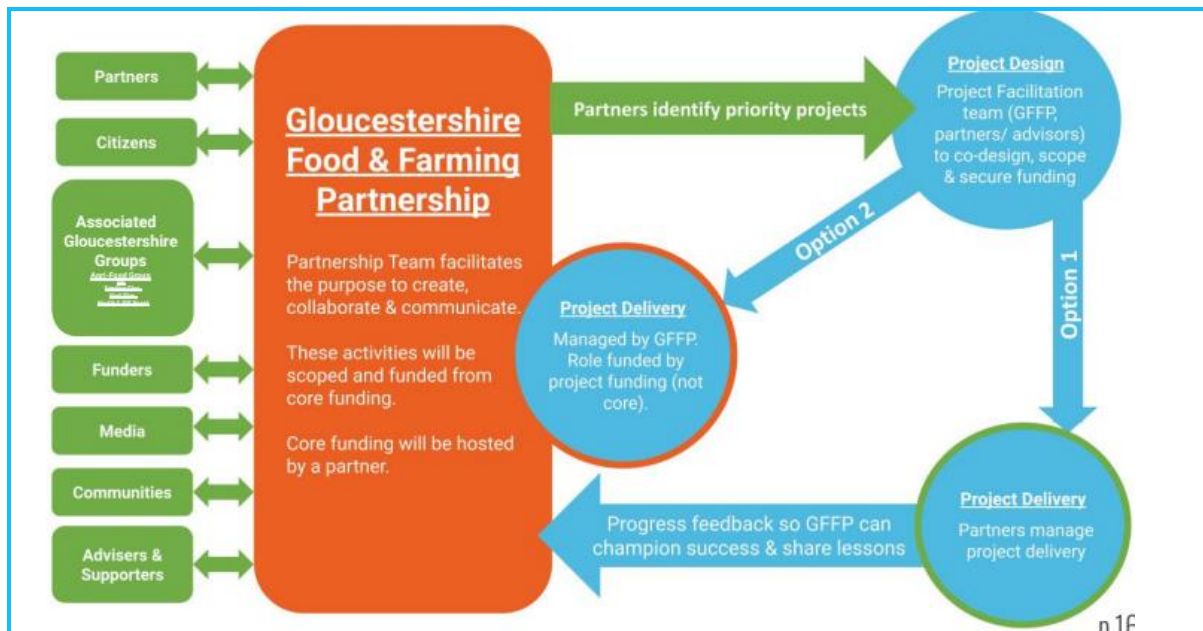 Partners
Citizens
Associated
Gloucestershire
Groups
Agri-Food Group
Funders
Media
Communities
Advisers &
Supporters
Gloucestershire
Food & Farming
Partnership
Partnership Team facilitates
the purpose to create,
collaborate & communicate.
These activities will be
scoped and funded from
core funding.
Core funding will be hosted
by a partner.
Partners identify priority projects
Project Design
Project Facilitation
team (GFFP,
partners/ advisors)
to co-design, scope
& secure funding
Option 2
Option 1
Project Delivery
Managed by GFFP.
Role funded by
project funding (not
core).
Project Delivery
Partners manage
project delivery
Progress feedback so GFFP can
champion success & share lessons
p.16